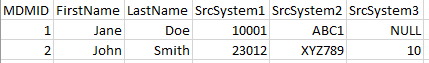 MDMID FirstName LastName SrcSystem1 SrcSystem2 SrcSystem3
1 Jane Doe 10001 ABC1 NULL
2 John Smith 23012 XYZ789 10